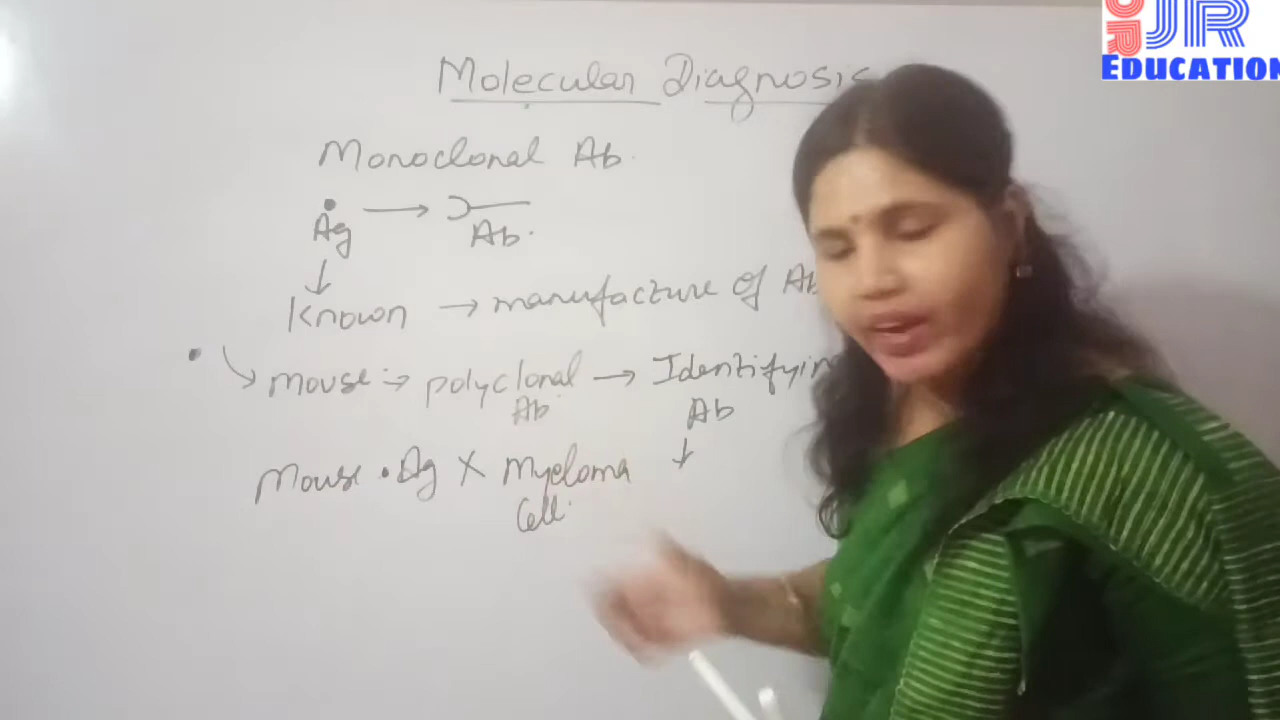 JR
EDUCATION
Molecular Diagnosis
Monoclonal Ab.
Ag → Ab.
↓
Known → manufacture of Ab
↘ mouse → polyclonal Ab → Identifying Ab
↓
Mouse • Ag X Myeloma Cell